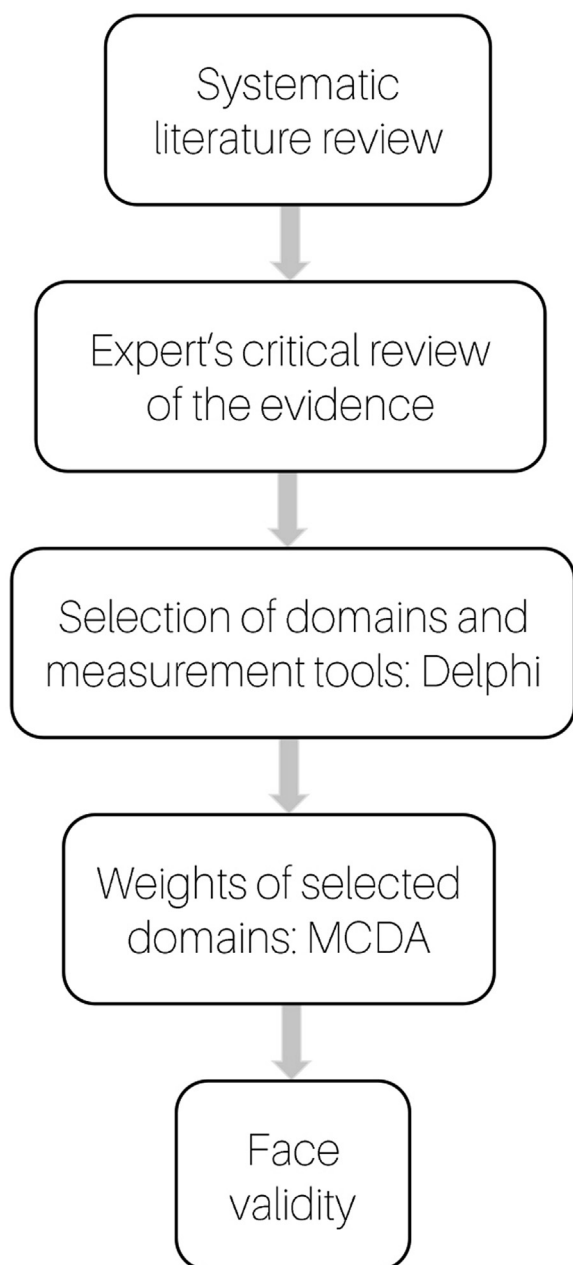 Systematic
literature review
Expert's critical review
of the evidence
Selection of domains and
measurement tools: Delphi
Weights of selected
domains: MCDA
Face
validity